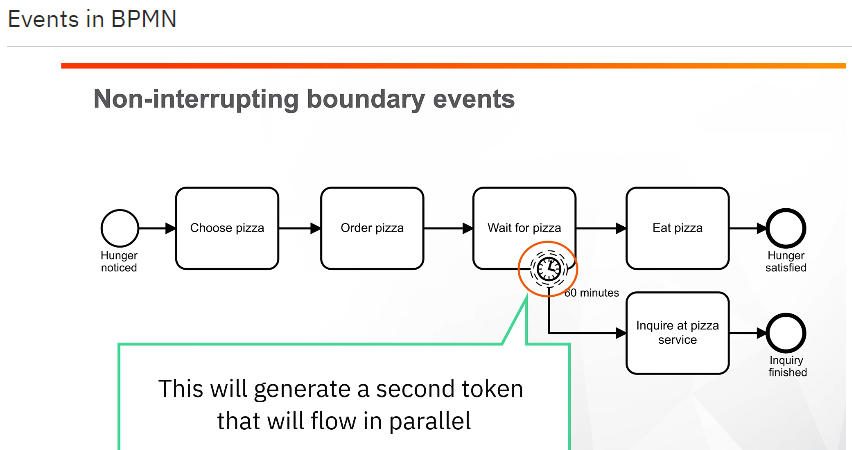 Events in BPMN
Non-interrupting boundary events
Choose pizza
Order pizza
Wait for pizza
Eat pizza
Hunger
noticed
Hunger
satisfied
60 minutes
Inquire at pizza
service
Inquiry
finished
This will generate a second token
that will flow in parallel